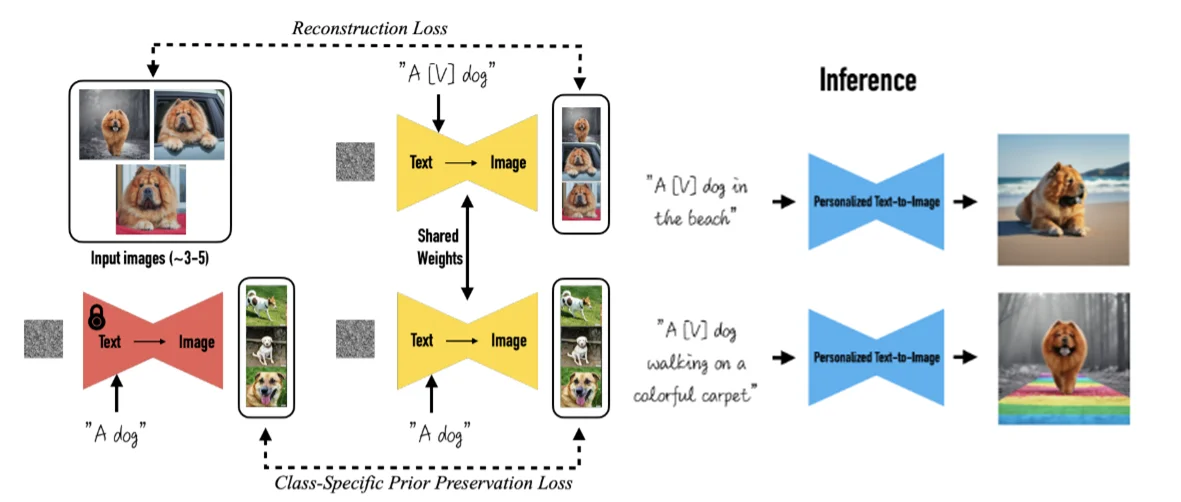 Reconstruction Loss
"A [V] dog"
Text → Image
Input images (~3-5)
Shared
Weights
Text → Image
"A dog"
Text → Image
"A dog"
Class-Specific Prior Preservation Loss
Inference
"A [V] dog in
the beach"
Personalized Text-to-Image
"A [V] dog
walking on a
colorful carpet"
Personalized Text-to-Image